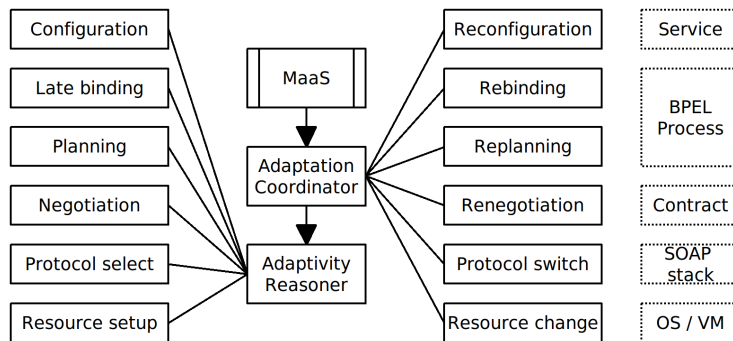 Configuration
Late binding
Planning
Negotiation
Protocol select
Resource setup
MaaS
Adaptation
Coordinator
Adaptivity
Reasoner
Reconfiguration
Rebinding
Replanning
Renegotiation
Protocol switch
Resource change
Service
BPEL
Process
Contract
SOAP
stack
OS / VM